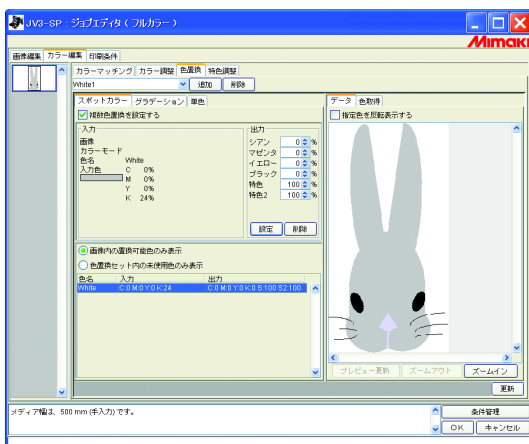 JV3-SP : ジョブエディタ ( フルカラー )
Mimaki
画像編集 カラー編集 印刷条件
カラーマッチング カラー調整 色置換 特色調整
White1 追加 削除
スポットカラー グラデーション 単色
複数色置換を設定する
入力
画像
カラーモード
色名 White
入力色 C 0%
M 0%
Y 0%
K 24%
出力
シアン 0 %
マゼンタ 0 %
イエロー 0 %
ブラック 0 %
特色 100 %
特色2 100 %
設定 削除
画像内の置換可能色のみ表示
色置換セット内の未使用色のみ表示
色名 入力 出力
White C:0 M:0 Y:0 K:24 C:0 M:0 Y:0 K:0 S:100 S2:100
データ 色取得
指定色を反転表示する
プレビュー更新 ズームアウト ズームイン
更新
メディア幅は、500 mm (手入力) です。
条件管理
OK キャンセル